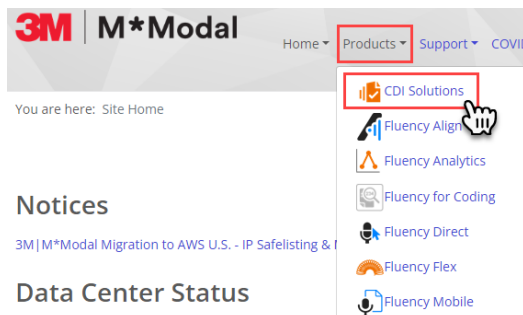 3M | M*Modal
Home Products Support
You are here: Site Home
CDI Solutions
Fluency Align
Fluency Analytics
Fluency for Coding
Fluency Direct
Fluency Flex
Fluency Mobile
Notices
3M|M*Modal Migration to AWS U.S. - IP Safelisting &
Data Center Status